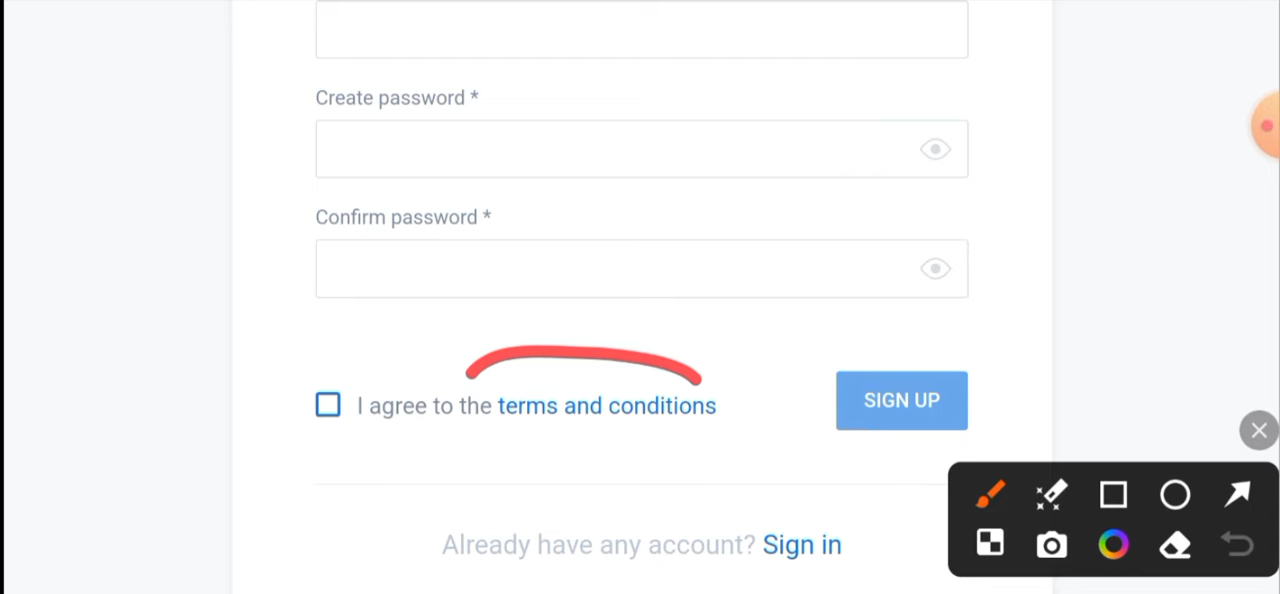 Create password *
Confirm password *
I agree to the terms and conditions
SIGN UP
Already have any account? Sign in